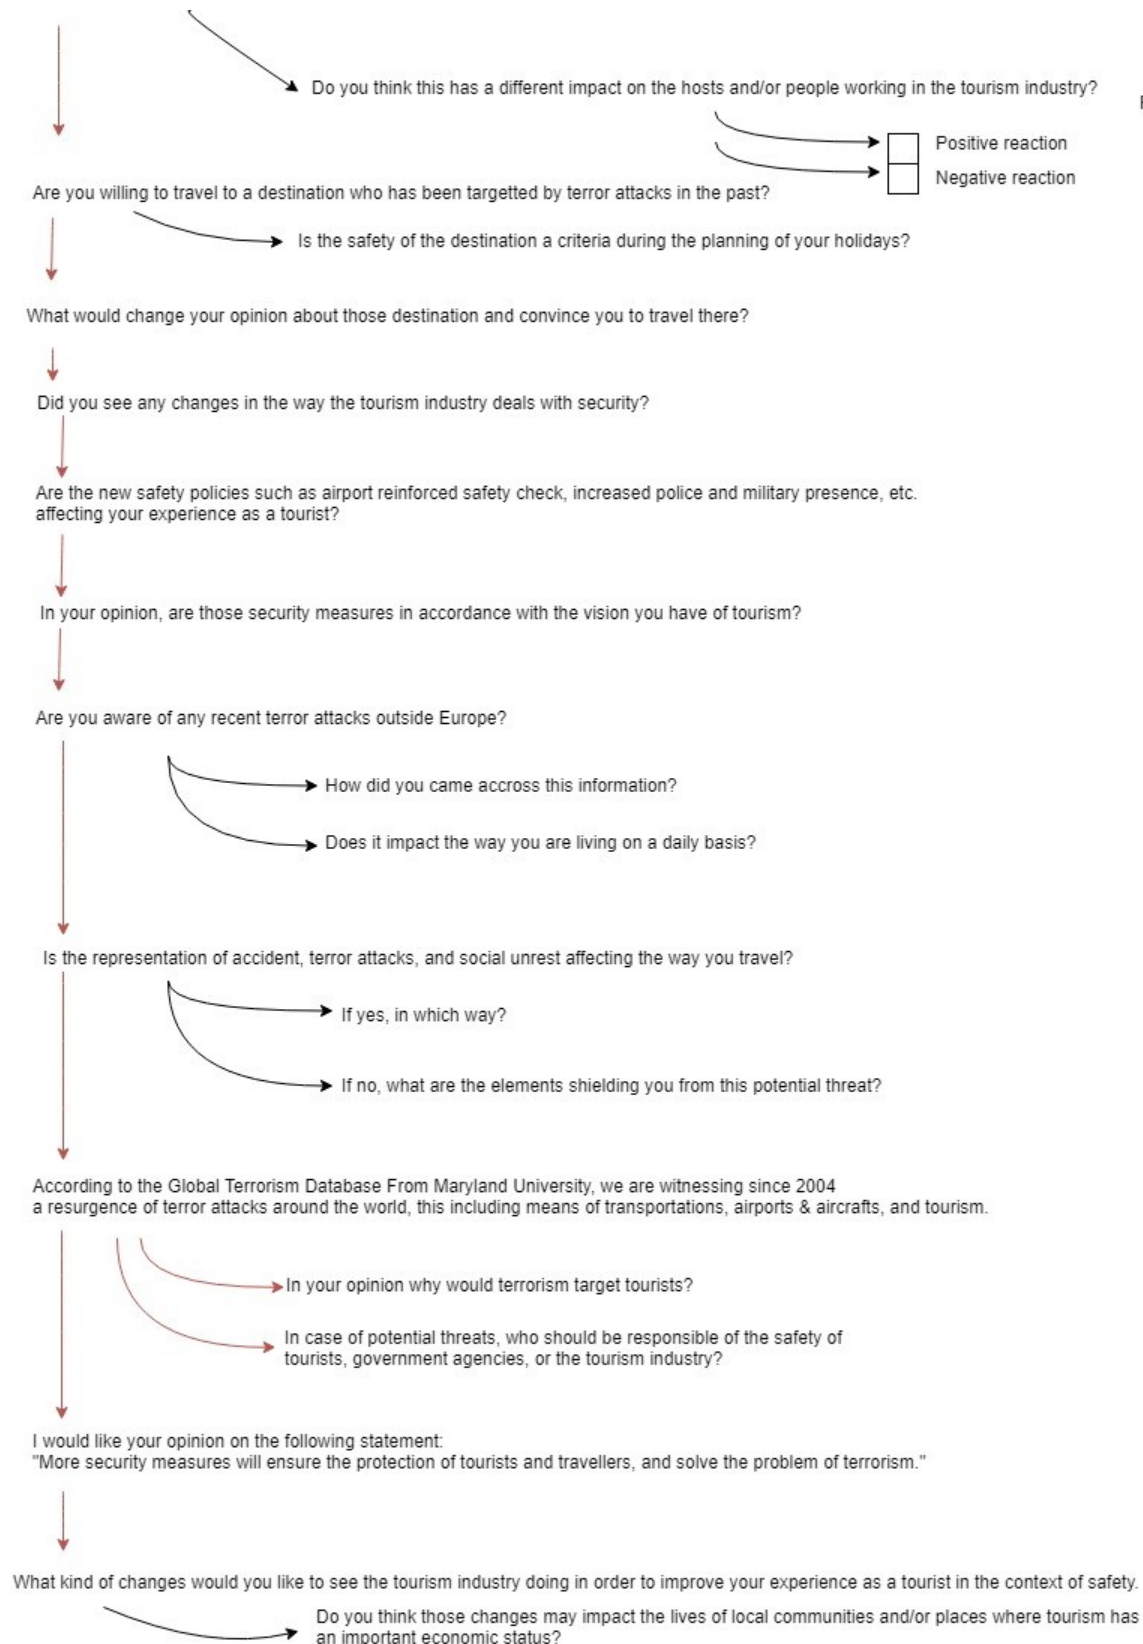 Do you think this has a different impact on the hosts and/or people working in the tourism industry?
Positive reaction
Negative reaction
Are you willing to travel to a destination who has been targetted by terror attacks in the past?
Is the safety of the destination a criteria during the planning of your holidays?
What would change your opinion about those destination and convince you to travel there?
Did you see any changes in the way the tourism industry deals with security?
Are the new safety policies such as airport reinforced safety check, increased police and military presence, etc.
affecting your experience as a tourist?
In your opinion, are those security measures in accordance with the vision you have of tourism?
Are you aware of any recent terror attacks outside Europe?
How did you came accross this information?
Does it impact the way you are living on a daily basis?
Is the representation of accident, terror attacks, and social unrest affecting the way you travel?
If yes, in which way?
If no, what are the elements shielding you from this potential threat?
According to the Global Terrorism Database From Maryland University, we are witnessing since 2004
a resurgence of terror attacks around the world, this including means of transportations, airports & aircrafts, and tourism.
In your opinion why would terrorism target tourists?
In case of potential threats, who should be responsible of the safety of
tourists, government agencies, or the tourism industry?
I would like your opinion on the following statement:
"More security measures will ensure the protection of tourists and travellers, and solve the problem of terrorism."
What kind of changes would you like to see the tourism industry doing in order to improve your experience as a tourist in the context of safety.
Do you think those changes may impact the lives of local communities and/or places where tourism has
an important economic status?